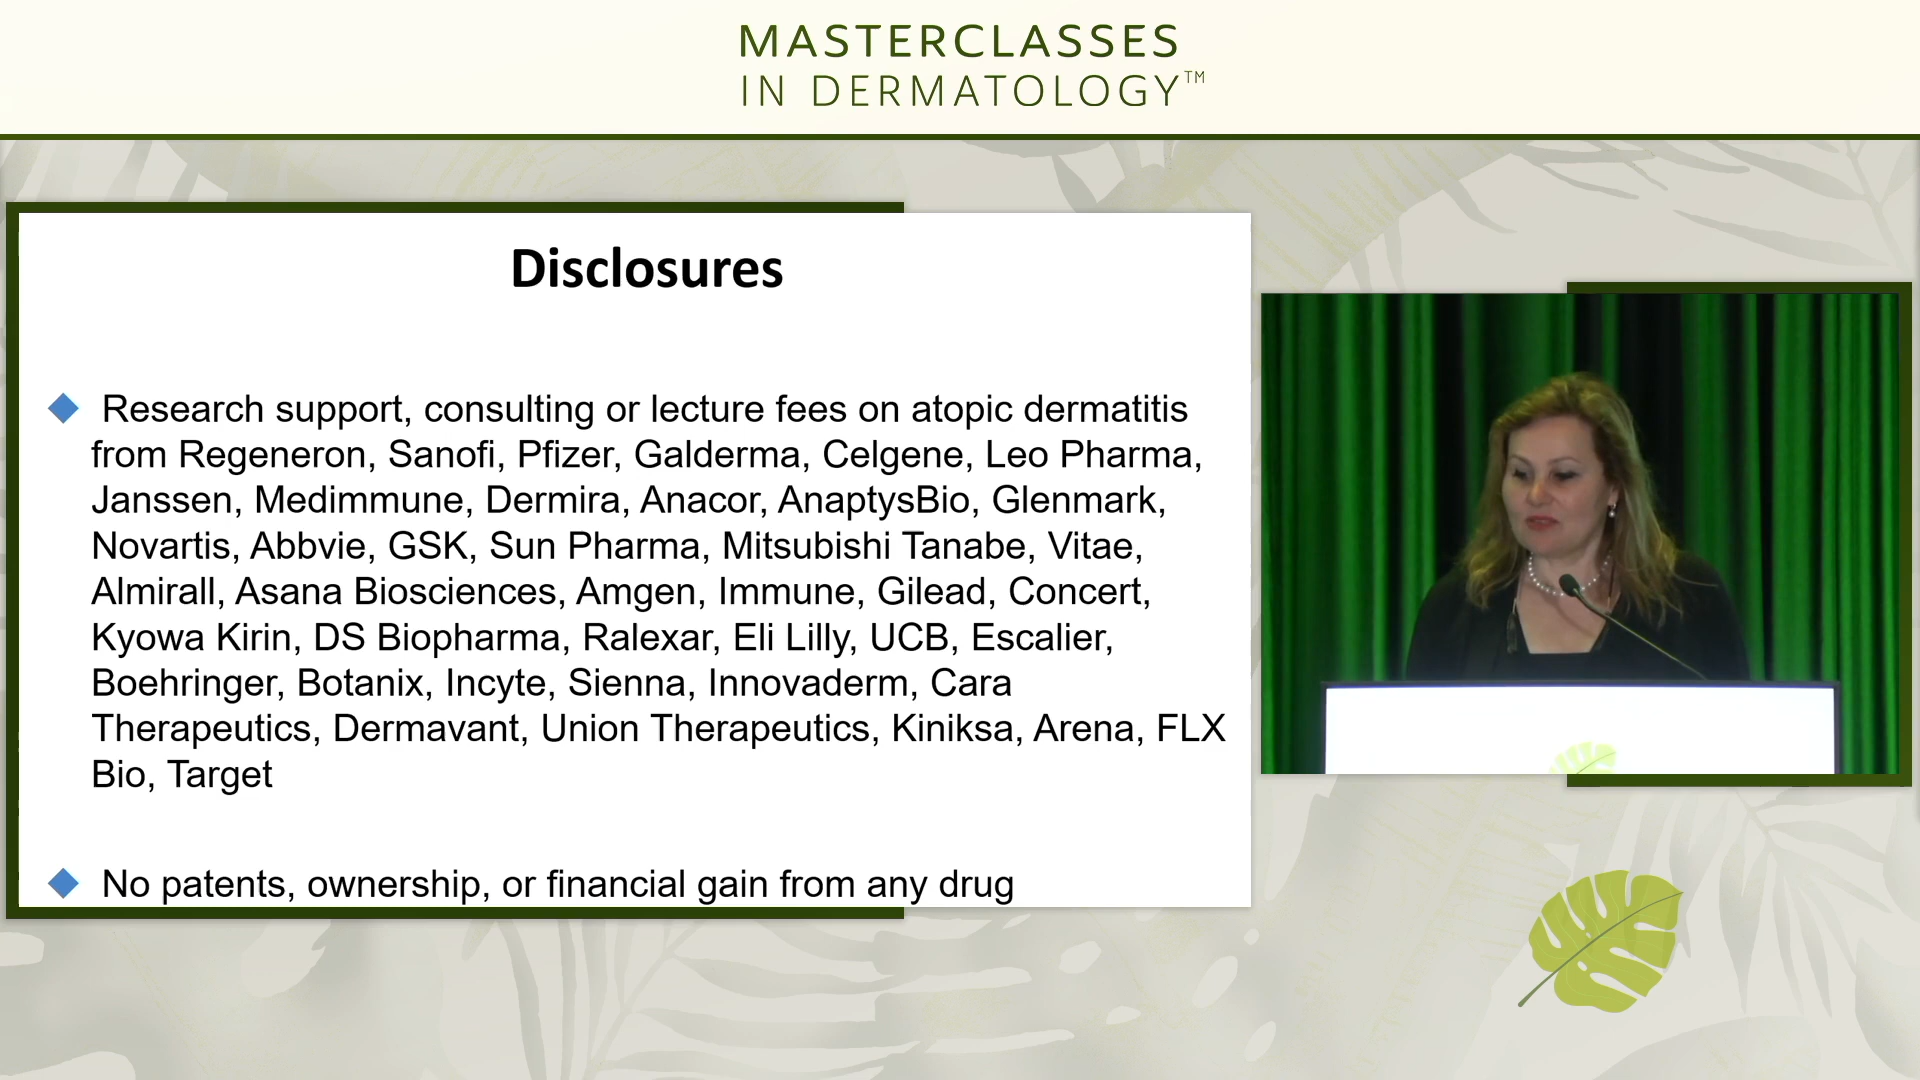 MASTERCLASSES
IN DERMATOLOGY™
Disclosures
Research support, consulting or lecture fees on atopic dermatitis
from Regeneron, Sanofi, Pfizer, Galderma, Celgene, Leo Pharma,
Janssen, Medimmune, Dermira, Anacor, AnaptysBio, Glenmark,
Novartis, Abbvie, GSK, Sun Pharma, Mitsubishi Tanabe, Vitae,
Almirall, Asana Biosciences, Amgen, Immune, Gilead, Concert,
Kyowa Kirin, DS Biopharma, Ralexar, Eli Lilly, UCB, Escalier,
Boehringer, Botanix, Incyte, Sienna, Innovaderm, Cara
Therapeutics, Dermavant, Union Therapeutics, Kiniksa, Arena, FLX
Bio, Target
No patents, ownership, or financial gain from any drug